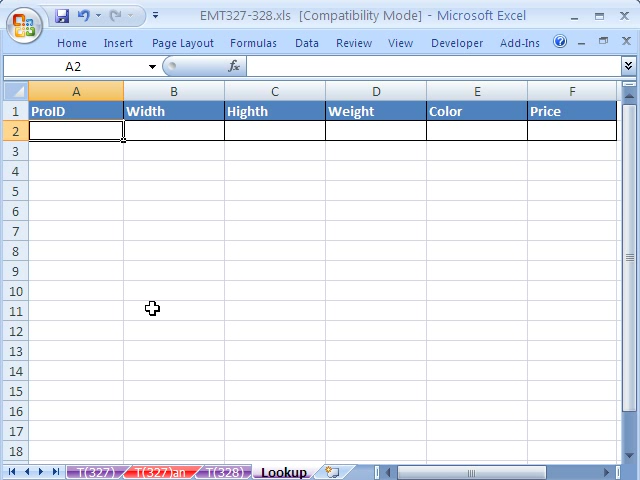 EMT327-328.xls [Compatibility Mode] - Microsoft Excel
Home Insert Page Layout Formulas Data Review View Developer Add-Ins
A2 fx
A B C D E F
1 ProID Width Highth Weight Color Price
2
3
4
5
6
7
8
9
10
11
12
13
14
15
16
17
18
T(327) T(327)an T(328) Lookup